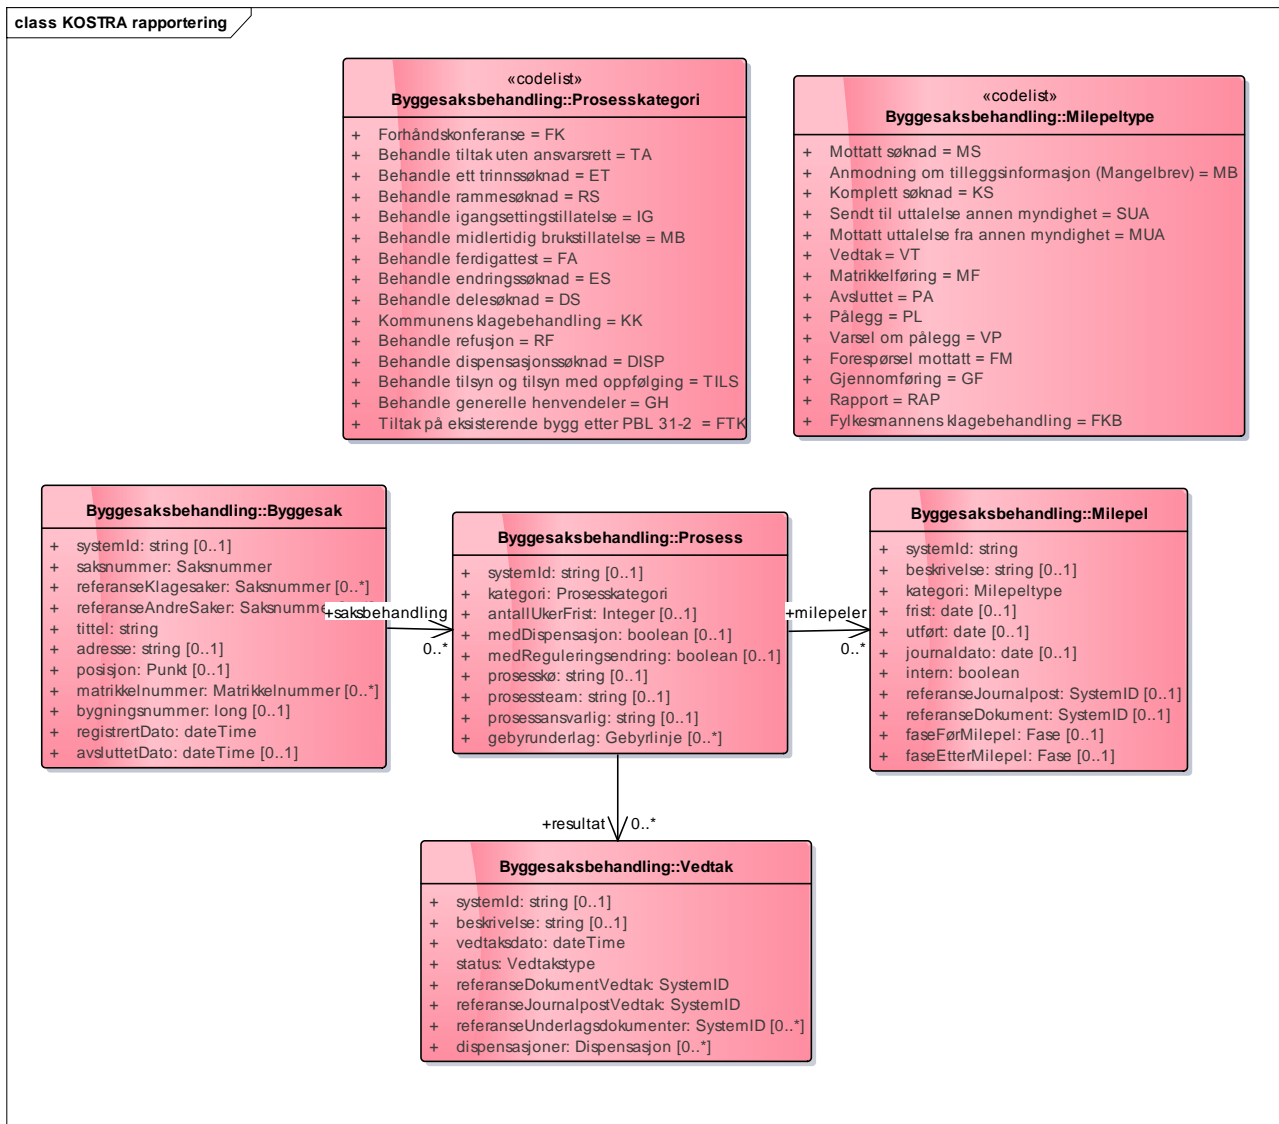 class KOSTRA rapportering
«codelist»
Byggesaksbehandling::Prosesskategori
+ Forhåndskonferanse = FK
+ Behandle tiltak uten ansvarsrett = TA
+ Behandle ett trinnssøknad = ET
+ Behandle rammesøknad = RS
+ Behandle igangsettingstillatelse = IG
+ Behandle midlertidig brukstillatelse = MB
+ Behandle ferdigattest = FA
+ Behandle endringssøknad = ES
+ Behandle delesøknad = DS
+ Kommunens klagebehandling = KK
+ Behandle refusjon = RF
+ Behandle dispensasjonssøknad = DISP
+ Behandle tilsyn og tilsyn med oppfølging = TILS
+ Behandle generelle henvendeler = GH
+ Tiltak på eksisterende bygg etter PBL 31-2 = FTK
«codelist»
Byggesaksbehandling::Milepeltype
+ Mottatt søknad = MS
+ Anmodning om tilleggsinformasjon (Mangelbrev) = MB
+ Komplett søknad = KS
+ Sendt til uttalelse annen myndighet = SUA
+ Mottatt uttalelse fra annen myndighet = MUA
+ Vedtak = VT
+ Matrikkelføring = MF
+ Avsluttet = PA
+ Pålegg = PL
+ Varsel om pålegg = VP
+ Forespørsel mottatt = FM
+ Gjennomføring = GF
+ Rapport = RAP
+ Fylkesmannens klagebehandling = FKB
Byggesaksbehandling::Byggesak
+ systemId: string [0..1]
+ saksnummer: Saksnummer
+ referanseKlagesaker: Saksnummer [0..*]
+ referanseAndreSaker: Saksnumme
+ tittel: string
+ adresse: string [0..1]
+ posisjon: Punkt [0..1]
+ matrikkelnummer: Matrikkelnummer [0..*]
+ bygningsnummer: long [0..1]
+ registrertDato: dateTime
+ avsluttetDato: dateTime [0..1]
+saksbehandling
0..*
Byggesaksbehandling::Prosess
+ systemId: string [0..1]
+ kategori: Prosesskategori
+ antallUkerFrist: Integer [0..1]
+ medDispensasjon: boolean [0..1]
+ medReguleringsendring: boolean [0..1]
+ prosesskø: string [0..1]
+ prosessteam: string [0..1]
+ prosessansvarlig: string [0..1]
+ gebyrunderlag: Gebyrlinje [0..*]
+milepeler
0..*
Byggesaksbehandling::Milepel
+ systemId: string
+ beskrivelse: string [0..1]
+ kategori: Milepeltype
+ frist: date [0..1]
+ utført: date [0..1]
+ journaldato: date [0..1]
+ intern: boolean
+ referanseJournalpost: SystemID [0..1]
+ referanseDokument: SystemID [0..1]
+ faseFørMilepel: Fase [0..1]
+ faseEtterMilepel: Fase [0..1]
+resultat 0..*
Byggesaksbehandling::Vedtak
+ systemId: string [0..1]
+ beskrivelse: string [0..1]
+ vedtaksdato: dateTime
+ status: Vedtakstype
+ referanseDokumentVedtak: SystemID
+ referanseJournalpostVedtak: SystemID
+ referanseUnderlagsdokumenter: SystemID [0..*]
+ dispensasjoner: Dispensasjon [0..*]